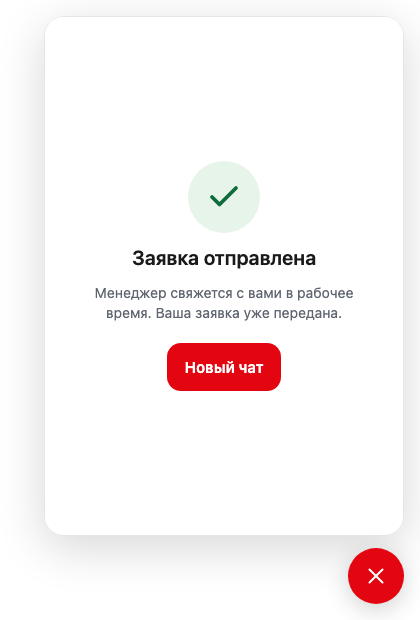 Заявка отправлена
Менеджер свяжется с вами в рабочее
время. Ваша заявка уже передана.
Новый чат